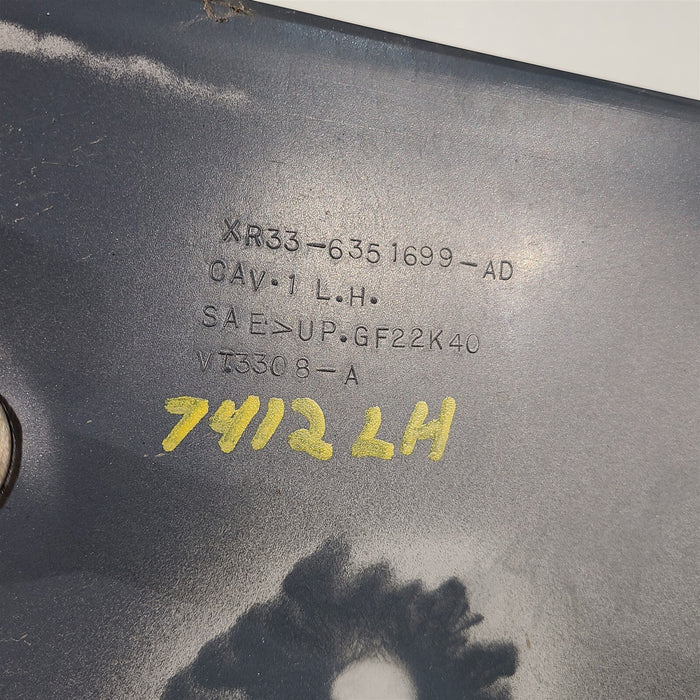 XR33-6351699-AD
CAV.1 L.H.
SAE>UP.GF22K40
VT3308-A
7412 LH